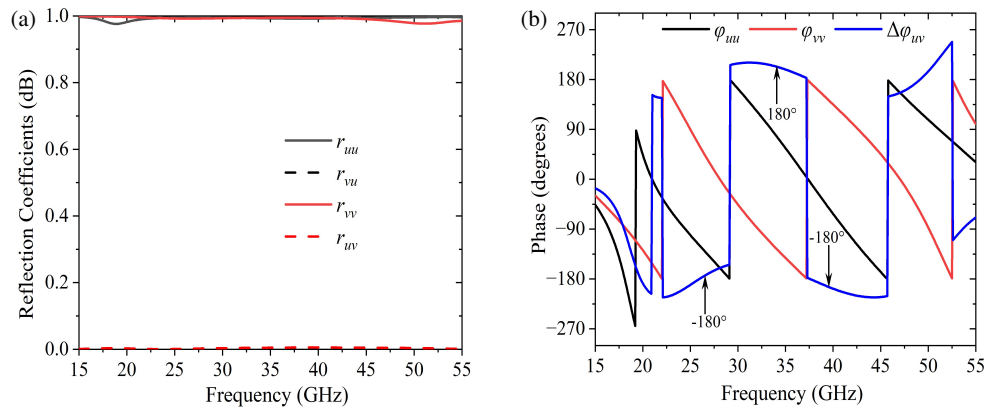 (a)
Reflection Coefficients (dB)
1.0
0.8
0.6
0.4
0.2
0.0
r_uu
r_vu
r_vv
r_uv
15 20 25 30 35 40 45 50 55
Frequency (GHz)
(b)
Phase (degrees)
270
180
90
0
−90
−180
−270
φ_uu φ_vv Δφ_uv
180°
-180°
-180°
15 20 25 30 35 40 45 50 55
Frequency (GHz)